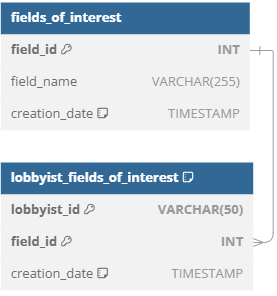 fields_of_interest
field_id INT
field_name VARCHAR(255)
creation_date TIMESTAMP
lobbyist_fields_of_interest
lobbyist_id VARCHAR(50)
field_id INT
creation_date TIMESTAMP